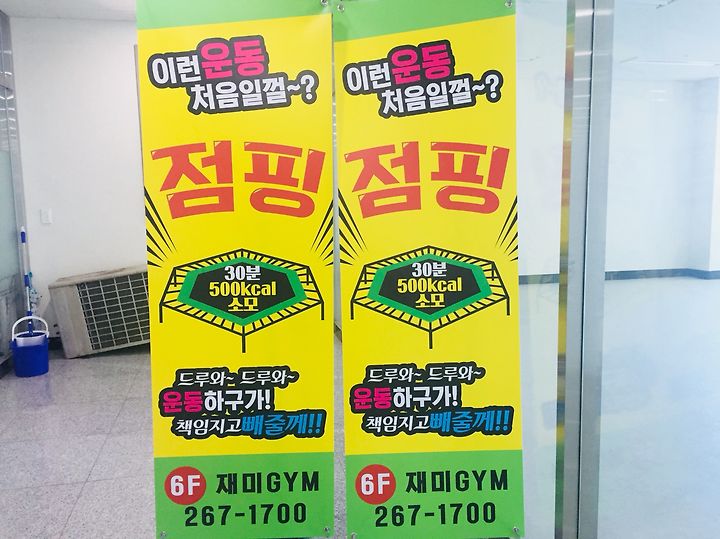 이런운동
처음일껄~?
점핑
30분
500kcal
소모
드루와~ 드루와~
운동하구가!
책임지고빼줄께!!
6F 재미GYM
267-1700
이런운동
처음일껄~?
점핑
30분
500kcal
소모
드루와~ 드루와~
운동하구가!
책임지고빼줄께!!
6F 재미GYM
267-1700